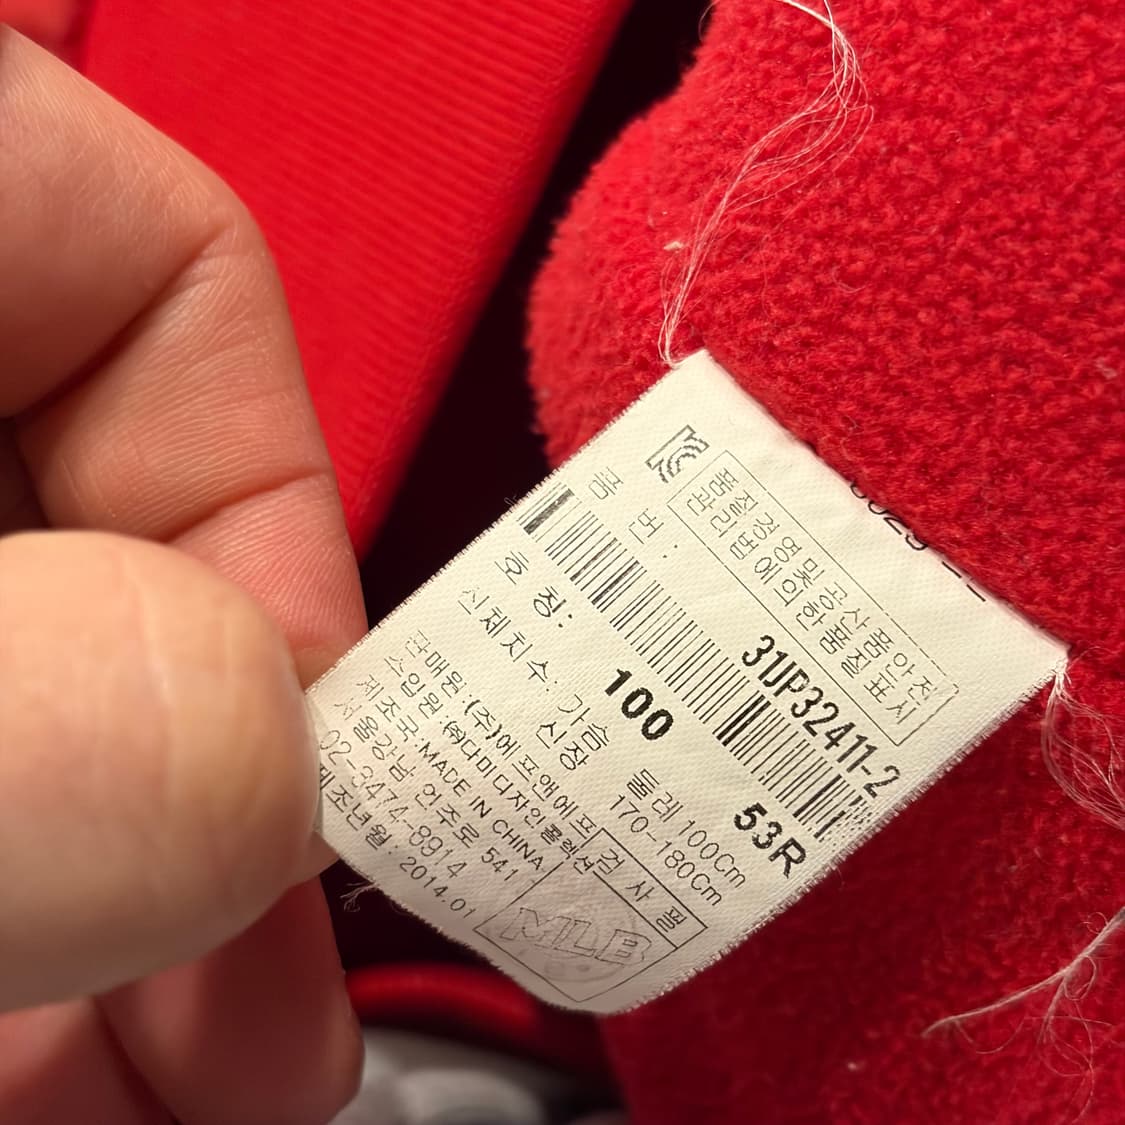 품질경영및공산품안전
관리법에의한품질표시
품 번: 31JP32411-2
호 칭: 100 53R
신체치수: 가슴 둘레 100Cm
신장 170-180Cm
판매원:(주)에프앤에프
소입원:㈜다미디자인콜렉션
제조국:MADE IN CHINA
서울강남 언주로 541
02-3474-8914
제조년월: 2014.01
검 사 필
MLB